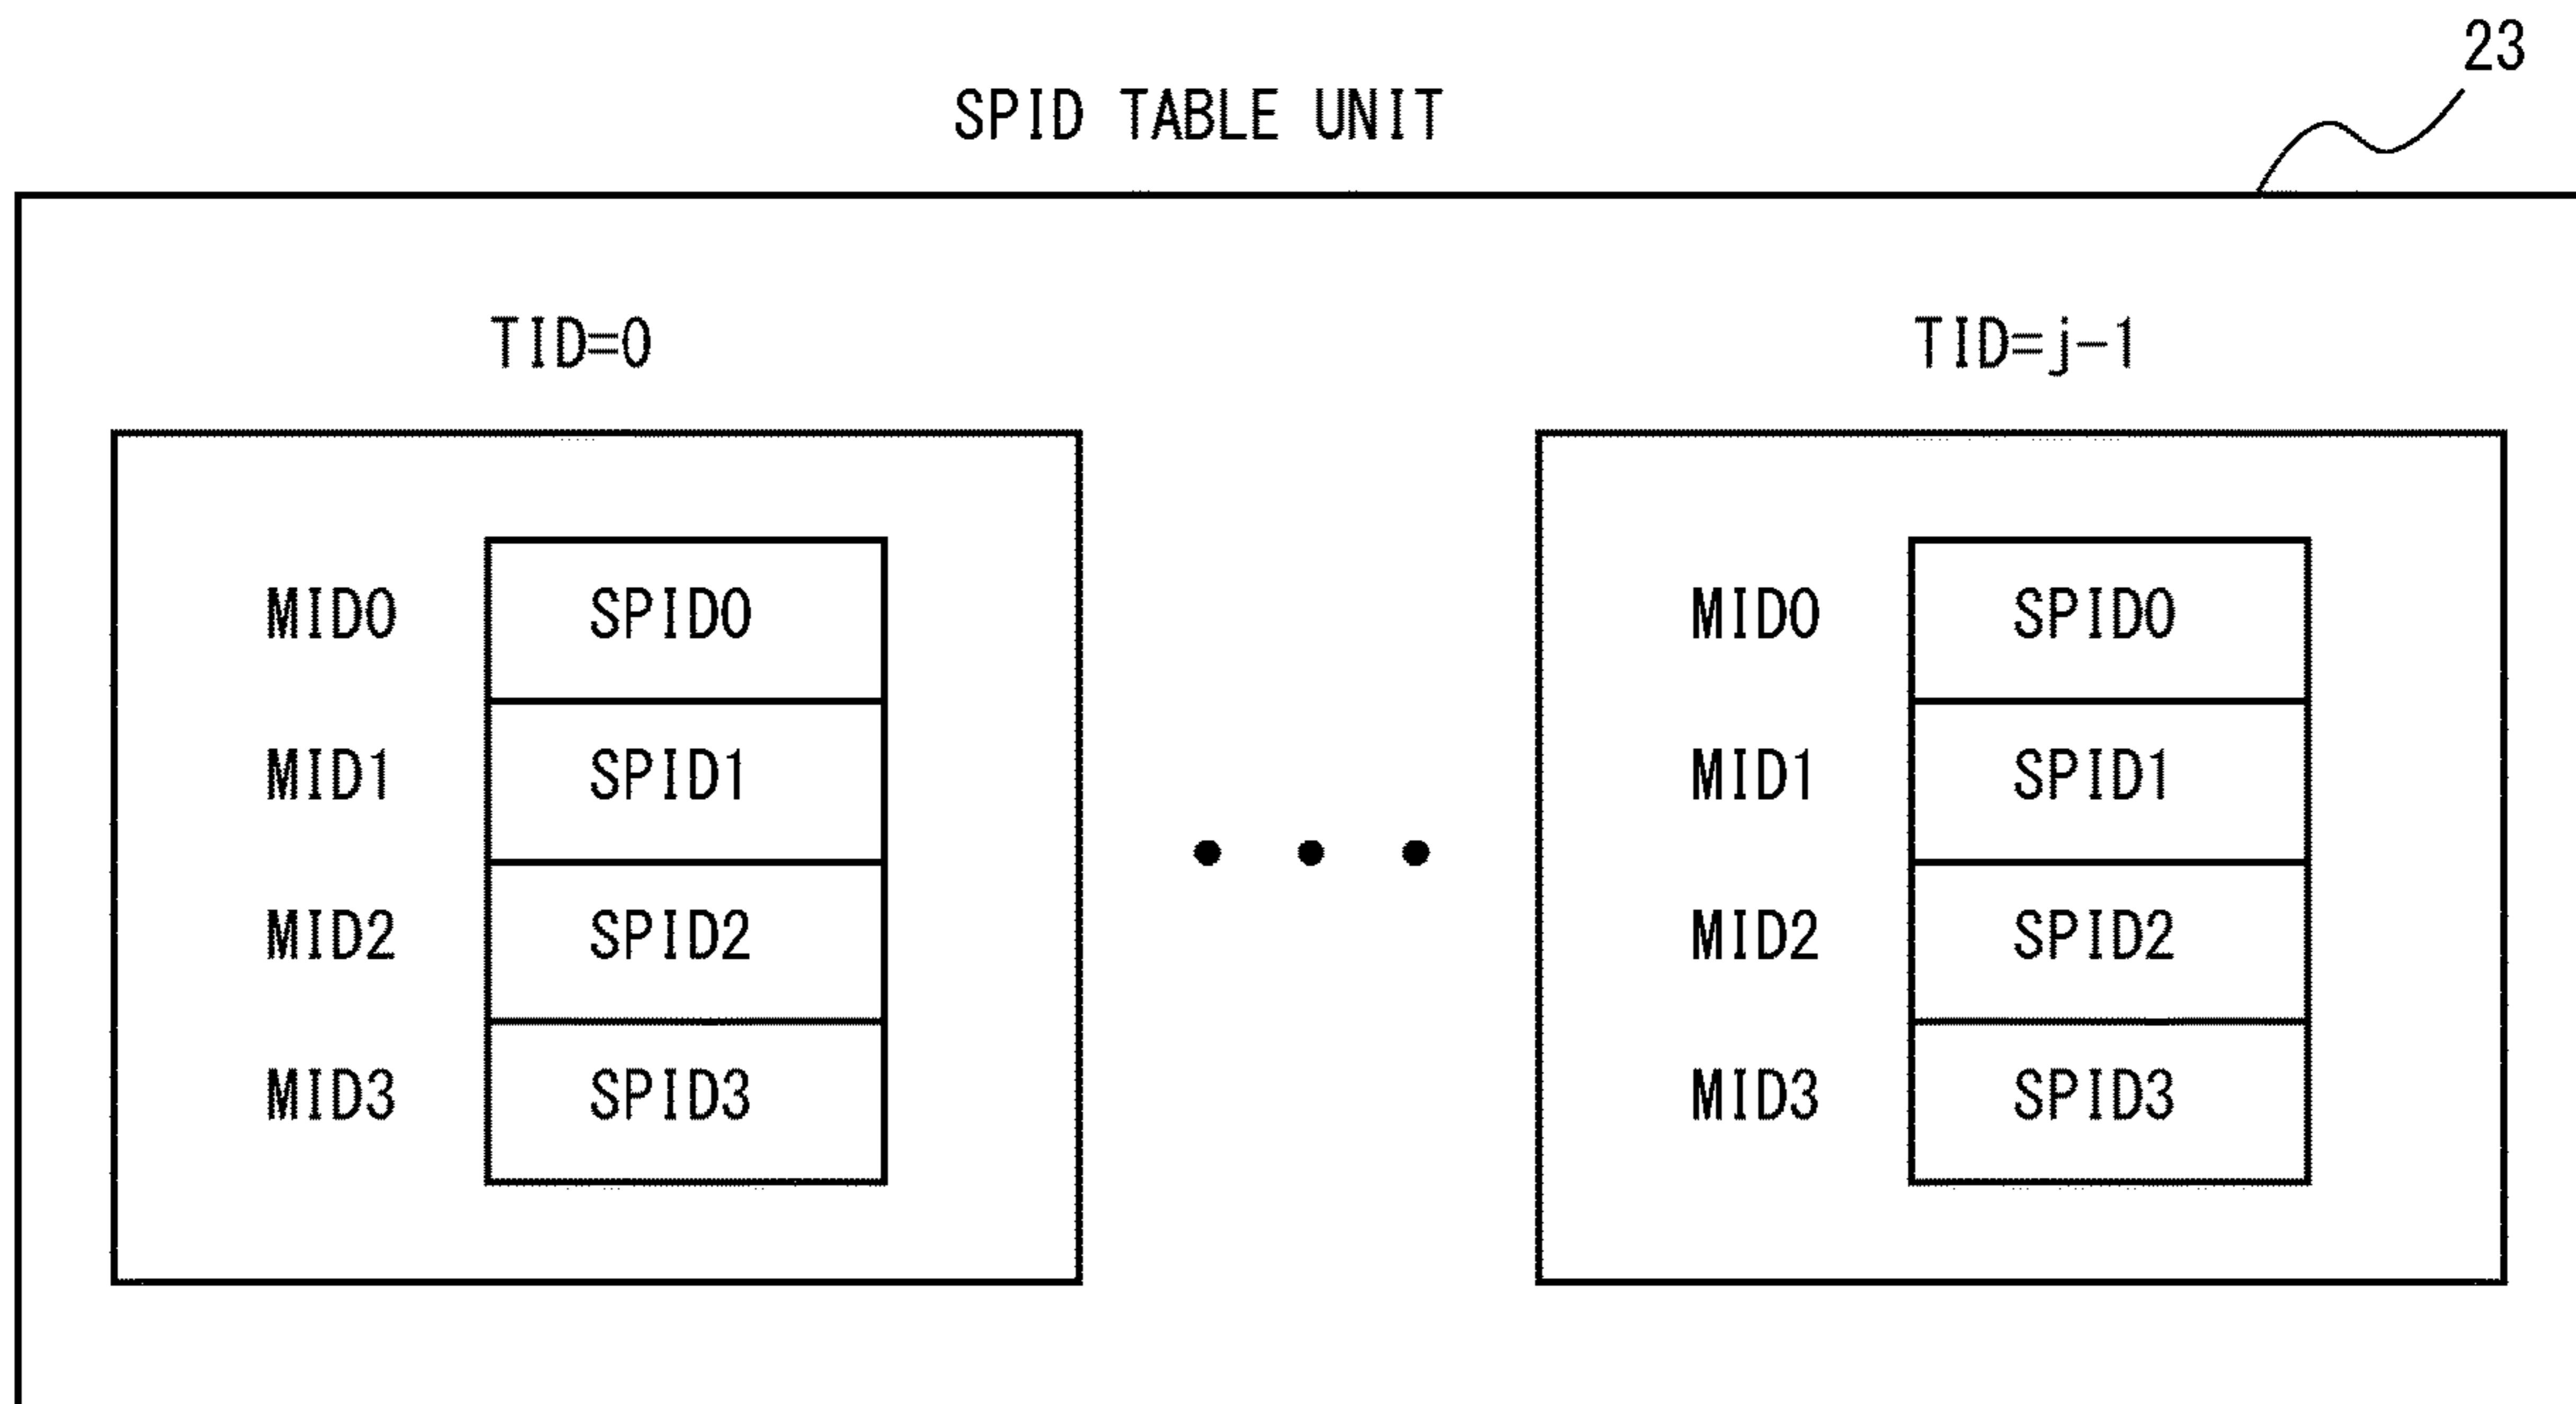 23
SPID TABLE UNIT
TID=0 TID=j-1
MID0 SPID0 MID0 SPID0
MID1 SPID1 MID1 SPID1
MID2 SPID2 MID2 SPID2
MID3 SPID3 MID3 SPID3